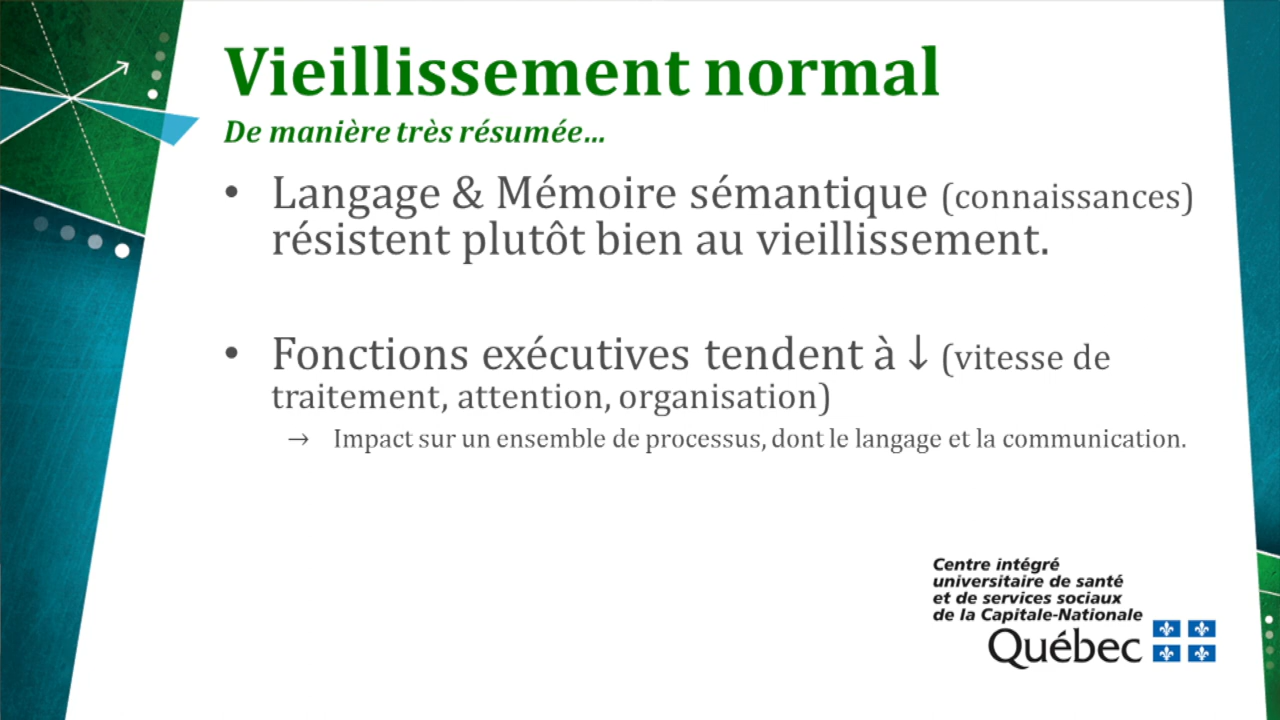 Vieillissement normal
De manière très résumée…
• Langage & Mémoire sémantique (connaissances)
résistent plutôt bien au vieillissement.
• Fonctions exécutives tendent à ↓ (vitesse de
traitement, attention, organisation)
→ Impact sur un ensemble de processus, dont le langage et la communication.
Centre intégré
universitaire de santé
et de services sociaux
de la Capitale-Nationale
Québec